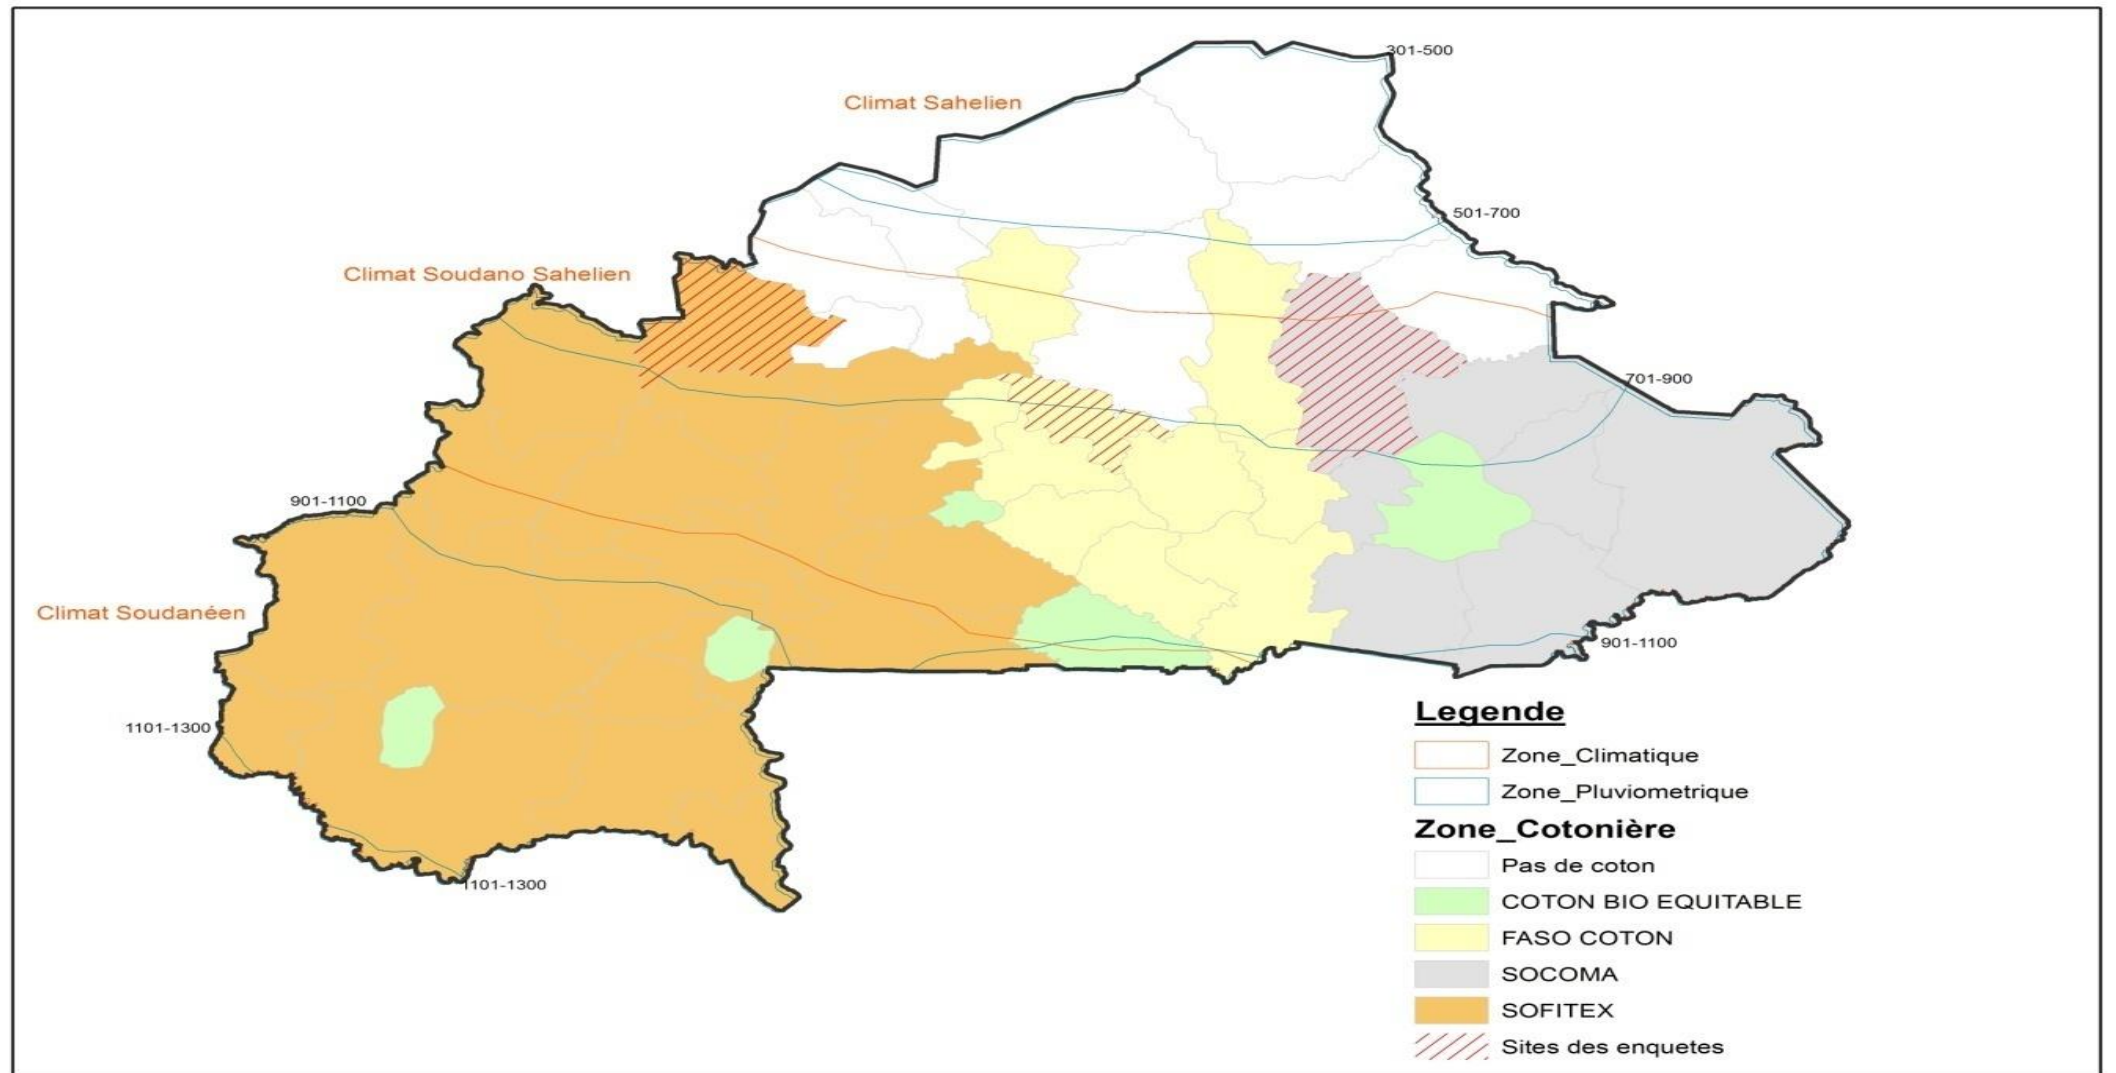 301-500
Climat Sahelien
501-700
Climat Soudano Sahelien
701-900
901-1100
Climat Soudanéen
901-1100
1101-1300
1101-1300
Legende
Zone_Climatique
Zone_Pluviometrique
Zone_Cotonière
Pas de coton
COTON BIO EQUITABLE
FASO COTON
SOCOMA
SOFITEX
Sites des enquetes